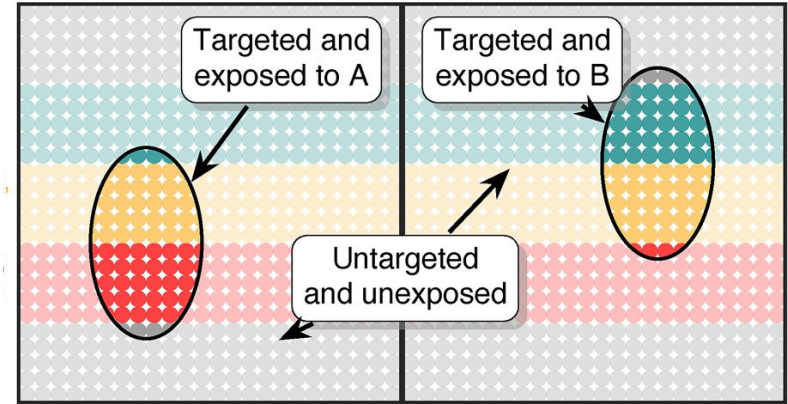 Targeted and
exposed to A
Targeted and
exposed to B
Untargeted
and unexposed